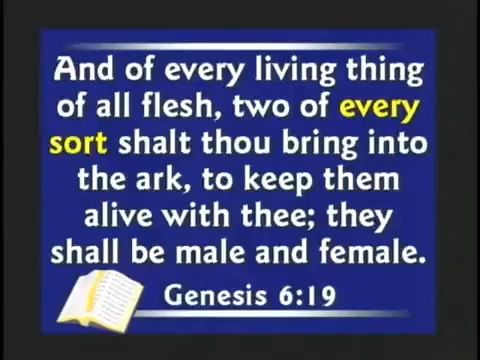 And of every living thing
of all flesh, two of every
sort shalt thou bring into
the ark, to keep them
alive with thee; they
shall be male and female.
Genesis 6:19